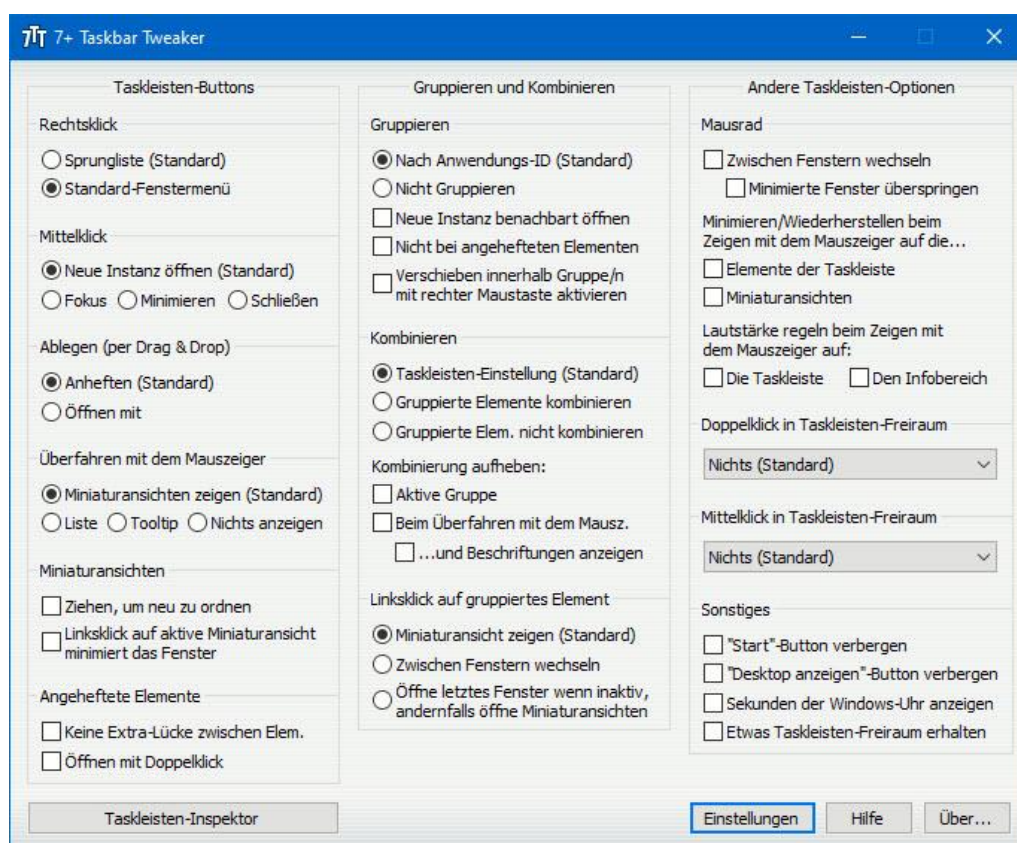 7+ Taskbar Tweaker
Taskleisten-Buttons
Rechtsklick
Sprungliste (Standard)
Standard-Fenstermenü
Mittelklick
Neue Instanz öffnen (Standard)
Fokus Minimieren Schließen
Ablegen (per Drag & Drop)
Anheften (Standard)
Öffnen mit
Überfahren mit dem Mauszeiger
Miniaturansichten zeigen (Standard)
Liste Tooltip Nichts anzeigen
Miniaturansichten
Ziehen, um neu zu ordnen
Linksklick auf aktive Miniaturansicht
minimiert das Fenster
Angeheftete Elemente
Keine Extra-Lücke zwischen Elem.
Öffnen mit Doppelklick
Taskleisten-Inspektor
Gruppieren und Kombinieren
Gruppieren
Nach Anwendungs-ID (Standard)
Nicht Gruppieren
Neue Instanz benachbart öffnen
Nicht bei angehefteten Elementen
Verschieben innerhalb Gruppe/n
mit rechter Maustaste aktivieren
Kombinieren
Taskleisten-Einstellung (Standard)
Gruppierte Elemente kombinieren
Gruppierte Elem. nicht kombinieren
Kombinierung aufheben:
Aktive Gruppe
Beim Überfahren mit dem Mausz.
...und Beschriftungen anzeigen
Linksklick auf gruppiertes Element
Miniaturansicht zeigen (Standard)
Zwischen Fenstern wechseln
Öffne letztes Fenster wenn inaktiv,
andernfalls öffne Miniaturansichten
Andere Taskleisten-Optionen
Mausrad
Zwischen Fenstern wechseln
Minimierte Fenster überspringen
Minimieren/Wiederherstellen beim
Zeigen mit dem Mauszeiger auf die...
Elemente der Taskleiste
Miniaturansichten
Lautstärke regeln beim Zeigen mit
dem Mauszeiger auf:
Die Taskleiste Den Infobereich
Doppelklick in Taskleisten-Freiraum
Nichts (Standard)
Mittelklick in Taskleisten-Freiraum
Nichts (Standard)
Sonstiges
"Start"-Button verbergen
"Desktop anzeigen"-Button verbergen
Sekunden der Windows-Uhr anzeigen
Etwas Taskleisten-Freiraum erhalten
Einstellungen Hilfe Über...